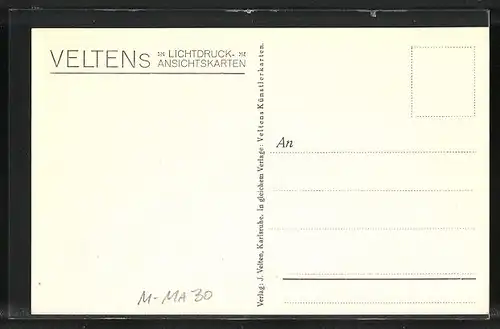 VELTENS * LICHTDRUCK- *
ANSICHTSKARTEN
An
Verlag: J. Velten, Karlsruhe. In gleichem Verlage: Veltens Künstlerkarten.
M-MA 30